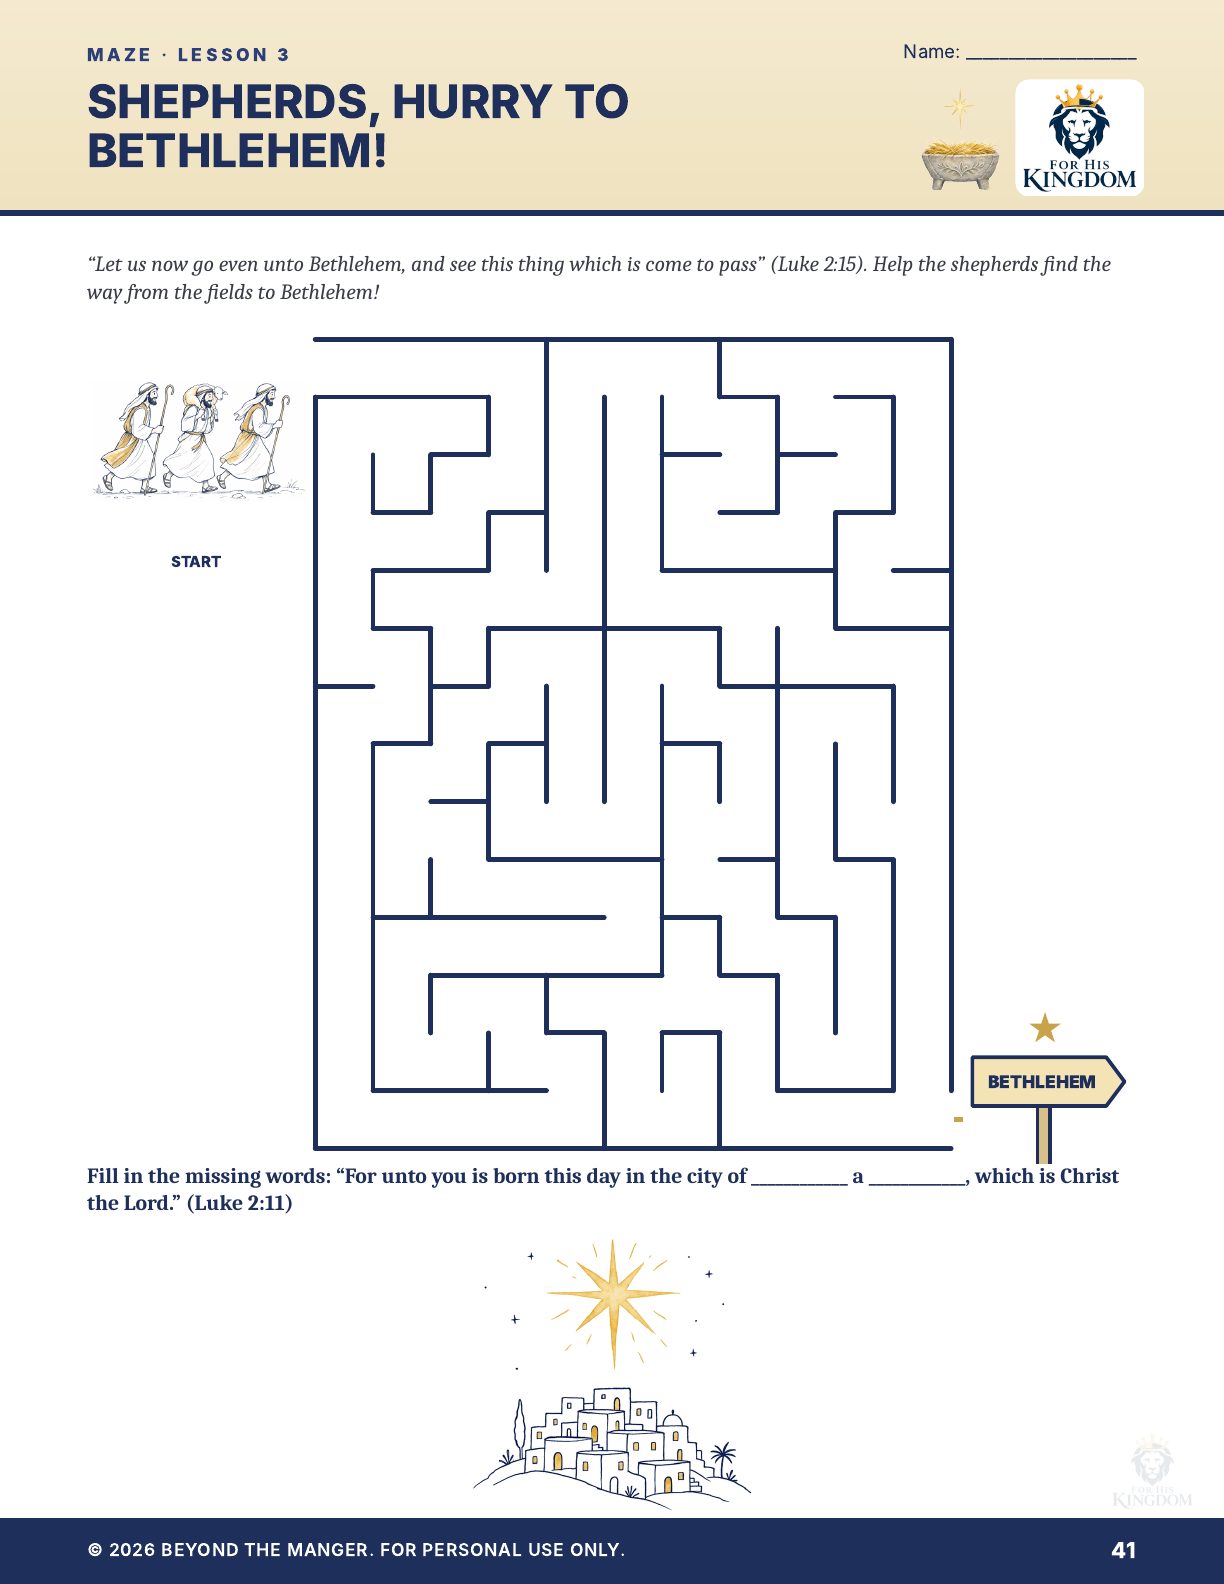 MAZE · LESSON 3
Name: ___________________
SHEPHERDS, HURRY TO
BETHLEHEM!
FOR HIS
KINGDOM
“Let us now go even unto Bethlehem, and see this thing which is come to pass” (Luke 2:15). Help the shepherds find the
way from the fields to Bethlehem!
START
BETHLEHEM
Fill in the missing words: “For unto you is born this day in the city of ___________ a ___________, which is Christ
the Lord.” (Luke 2:11)
FOR HIS
KINGDOM
© 2026 BEYOND THE MANGER. FOR PERSONAL USE ONLY.
41